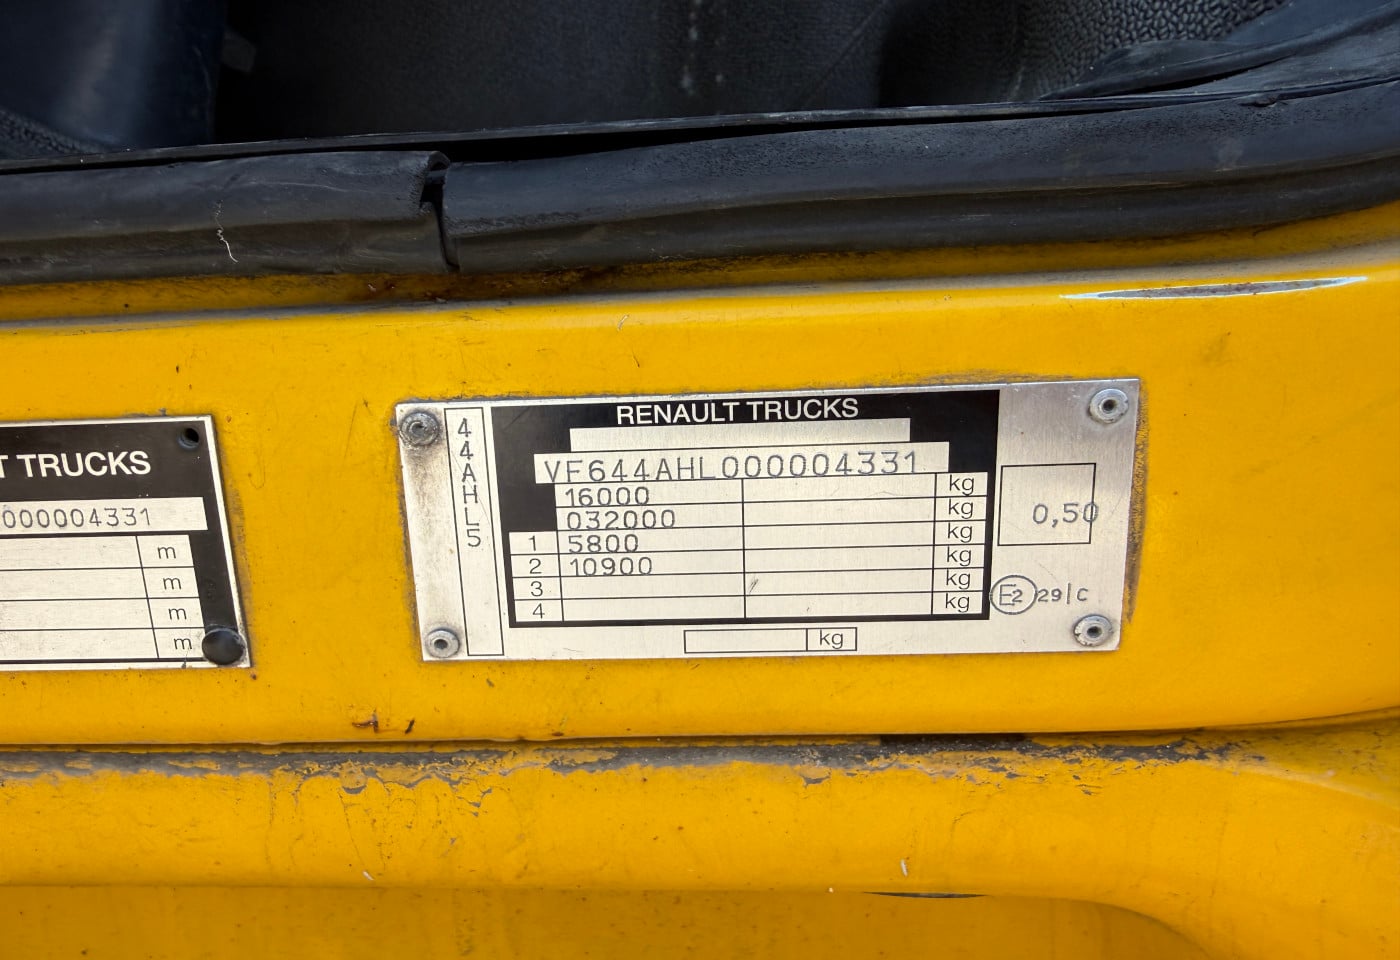 T TRUCKS
000004331
m
m
m
m
44AHL5
RENAULT TRUCKS
VF644AHL000004331
16000 kg
032000 kg
1 5800 kg
2 10900 kg
3 kg
4 kg
kg
0,50
E2 29|C